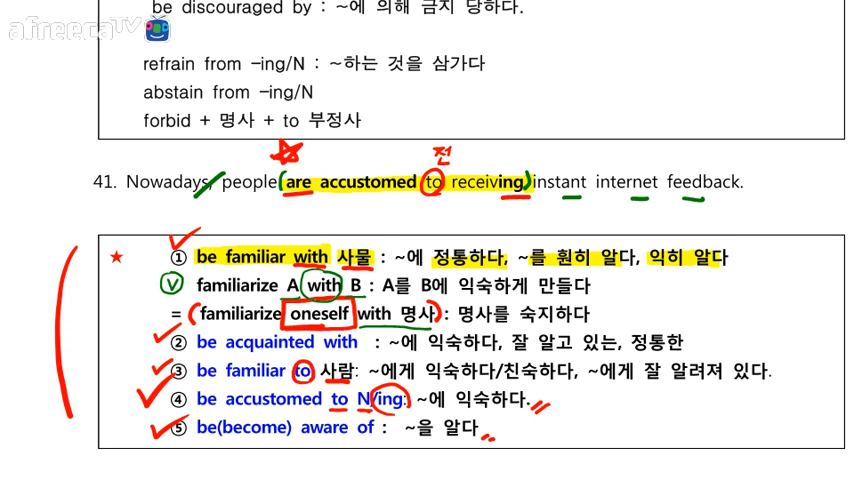 be discouraged by : ~에 의해 금지 당하다.
afreecaTV
refrain from -ing/N : ~하는 것을 삼가다
abstain from -ing/N
forbid + 명사 + to 부정사
전
41. Nowadays, people are accustomed to receiving instant internet feedback.
★ ① be familiar with 사물 : ~에 정통하다, ~를 훤히 알다, 익히 알다
V familiarize A with B : A를 B에 익숙하게 만들다
= (familiarize oneself with 명사) : 명사를 숙지하다
② be acquainted with : ~에 익숙하다, 잘 알고 있는, 정통한
③ be familiar to 사람: ~에게 익숙하다/친숙하다, ~에게 잘 알려져 있다.
④ be accustomed to N/ing: ~에 익숙하다.
⑤ be(become) aware of : ~을 알다